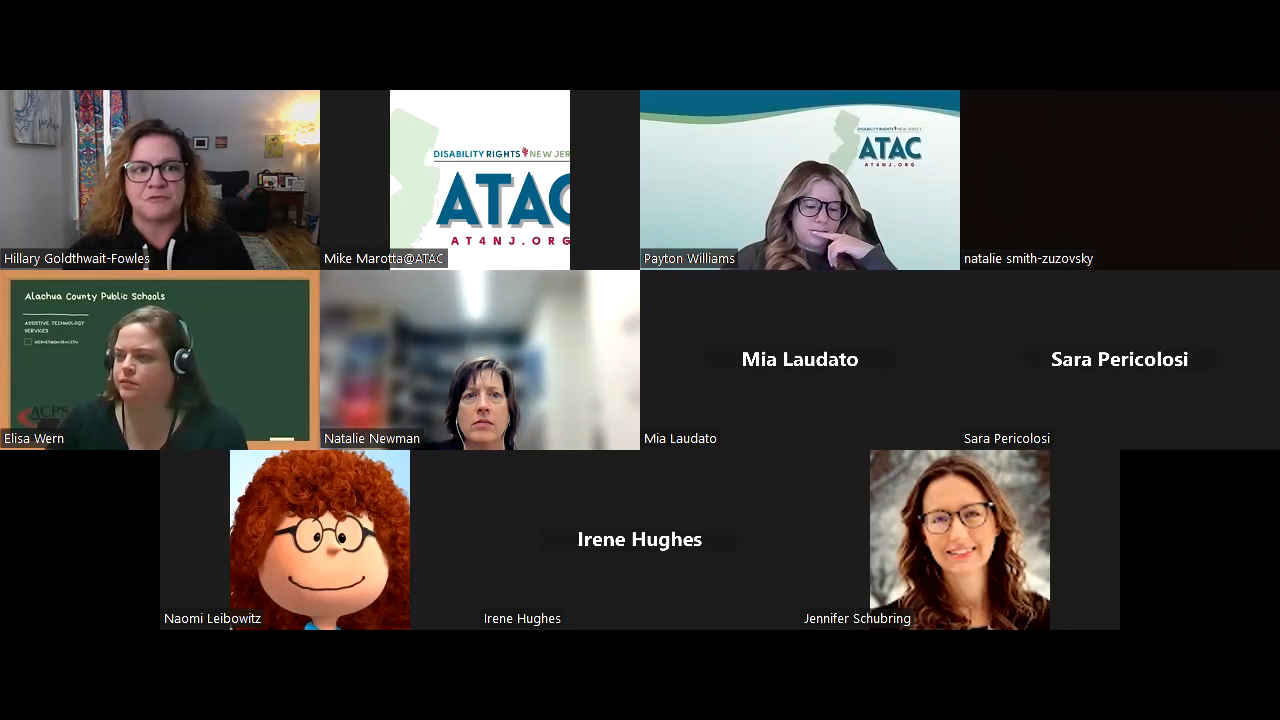 Hillary Goldthwait-Fowles
DISABILITY RIGHTS NEW JER
ATAC
AT4NJ.ORG
Mike Marotta@ATAC
DISABILITY RIGHTS NEW JERSEY
ATAC
AT4NJ.ORG
Payton Williams
natalie smith-zuzovsky
Alachua County Public Schools
ASSISTIVE TECHNOLOGY
SERVICES
ACPS
Elisa Wern
Natalie Newman
Mia Laudato
Mia Laudato
Sara Pericolosi
Sara Pericolosi
Naomi Leibowitz
Irene Hughes
Irene Hughes
Jennifer Schubring